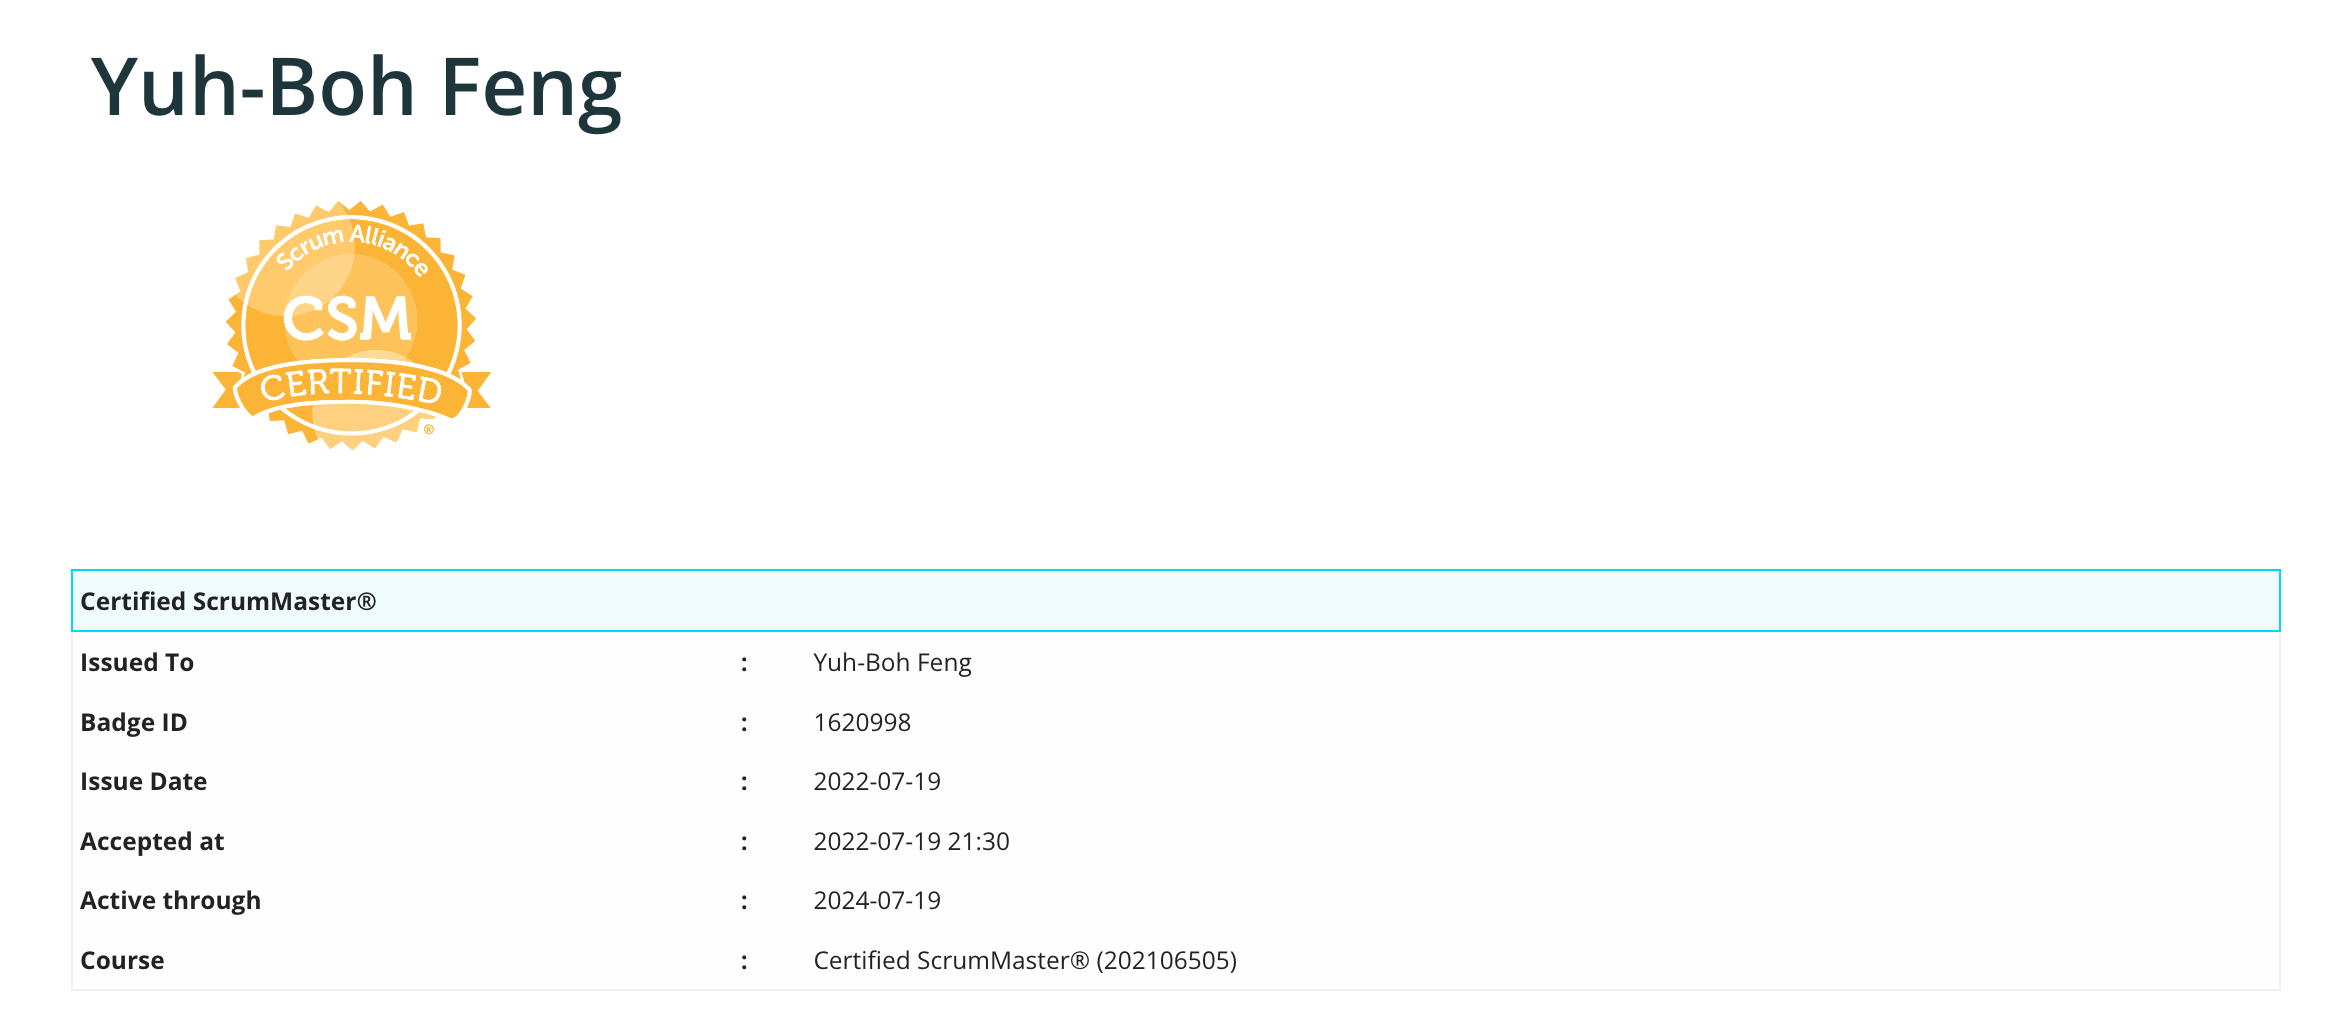 Yuh-Boh Feng
Scrum Alliance
CSM
CERTIFIED
®
Certified ScrumMaster®
Issued To : Yuh-Boh Feng
Badge ID : 1620998
Issue Date : 2022-07-19
Accepted at : 2022-07-19 21:30
Active through : 2024-07-19
Course : Certified ScrumMaster® (202106505)